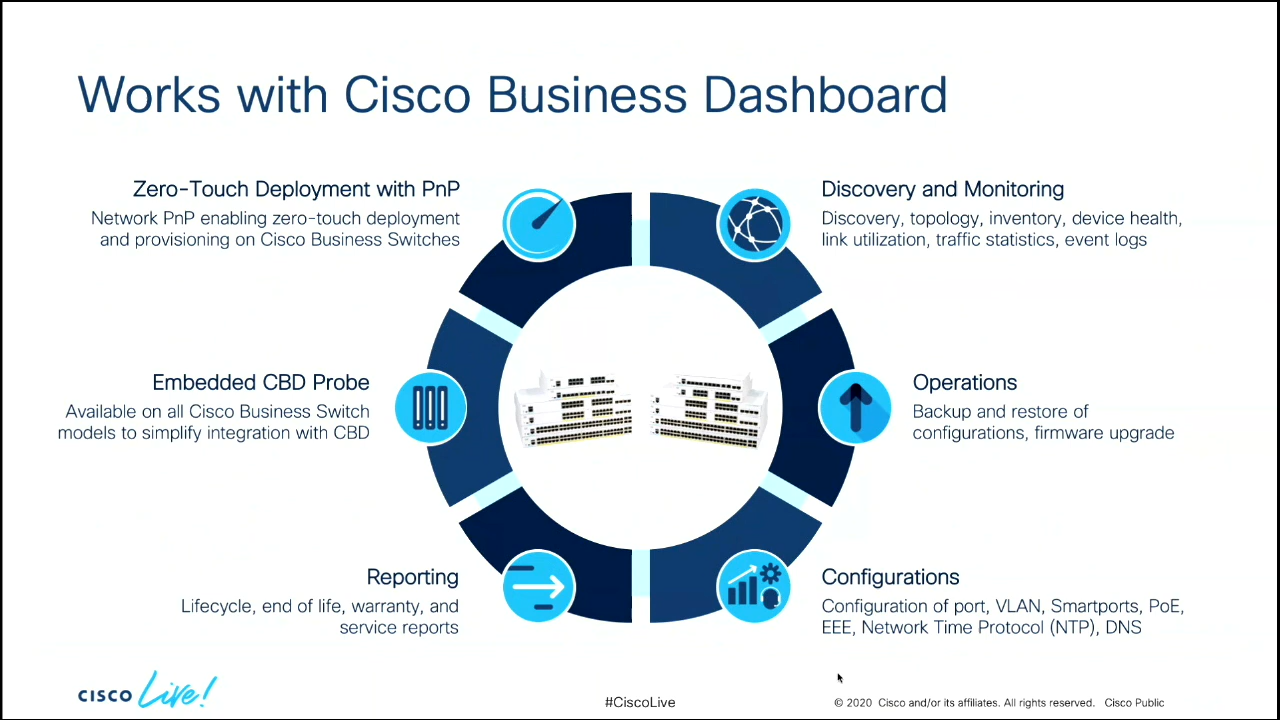 Works with Cisco Business Dashboard
Zero-Touch Deployment with PnP
Network PnP enabling zero-touch deployment
and provisioning on Cisco Business Switches
Discovery and Monitoring
Discovery, topology, inventory, device health,
link utilization, traffic statistics, event logs
Embedded CBD Probe
Available on all Cisco Business Switch
models to simplify integration with CBD
Operations
Backup and restore of
configurations, firmware upgrade
Reporting
Lifecycle, end of life, warranty, and
service reports
Configurations
Configuration of port, VLAN, Smartports, PoE,
EEE, Network Time Protocol (NTP), DNS
CISCO Live!
#CiscoLive
© 2020 Cisco and/or its affiliates. All rights reserved. Cisco Public